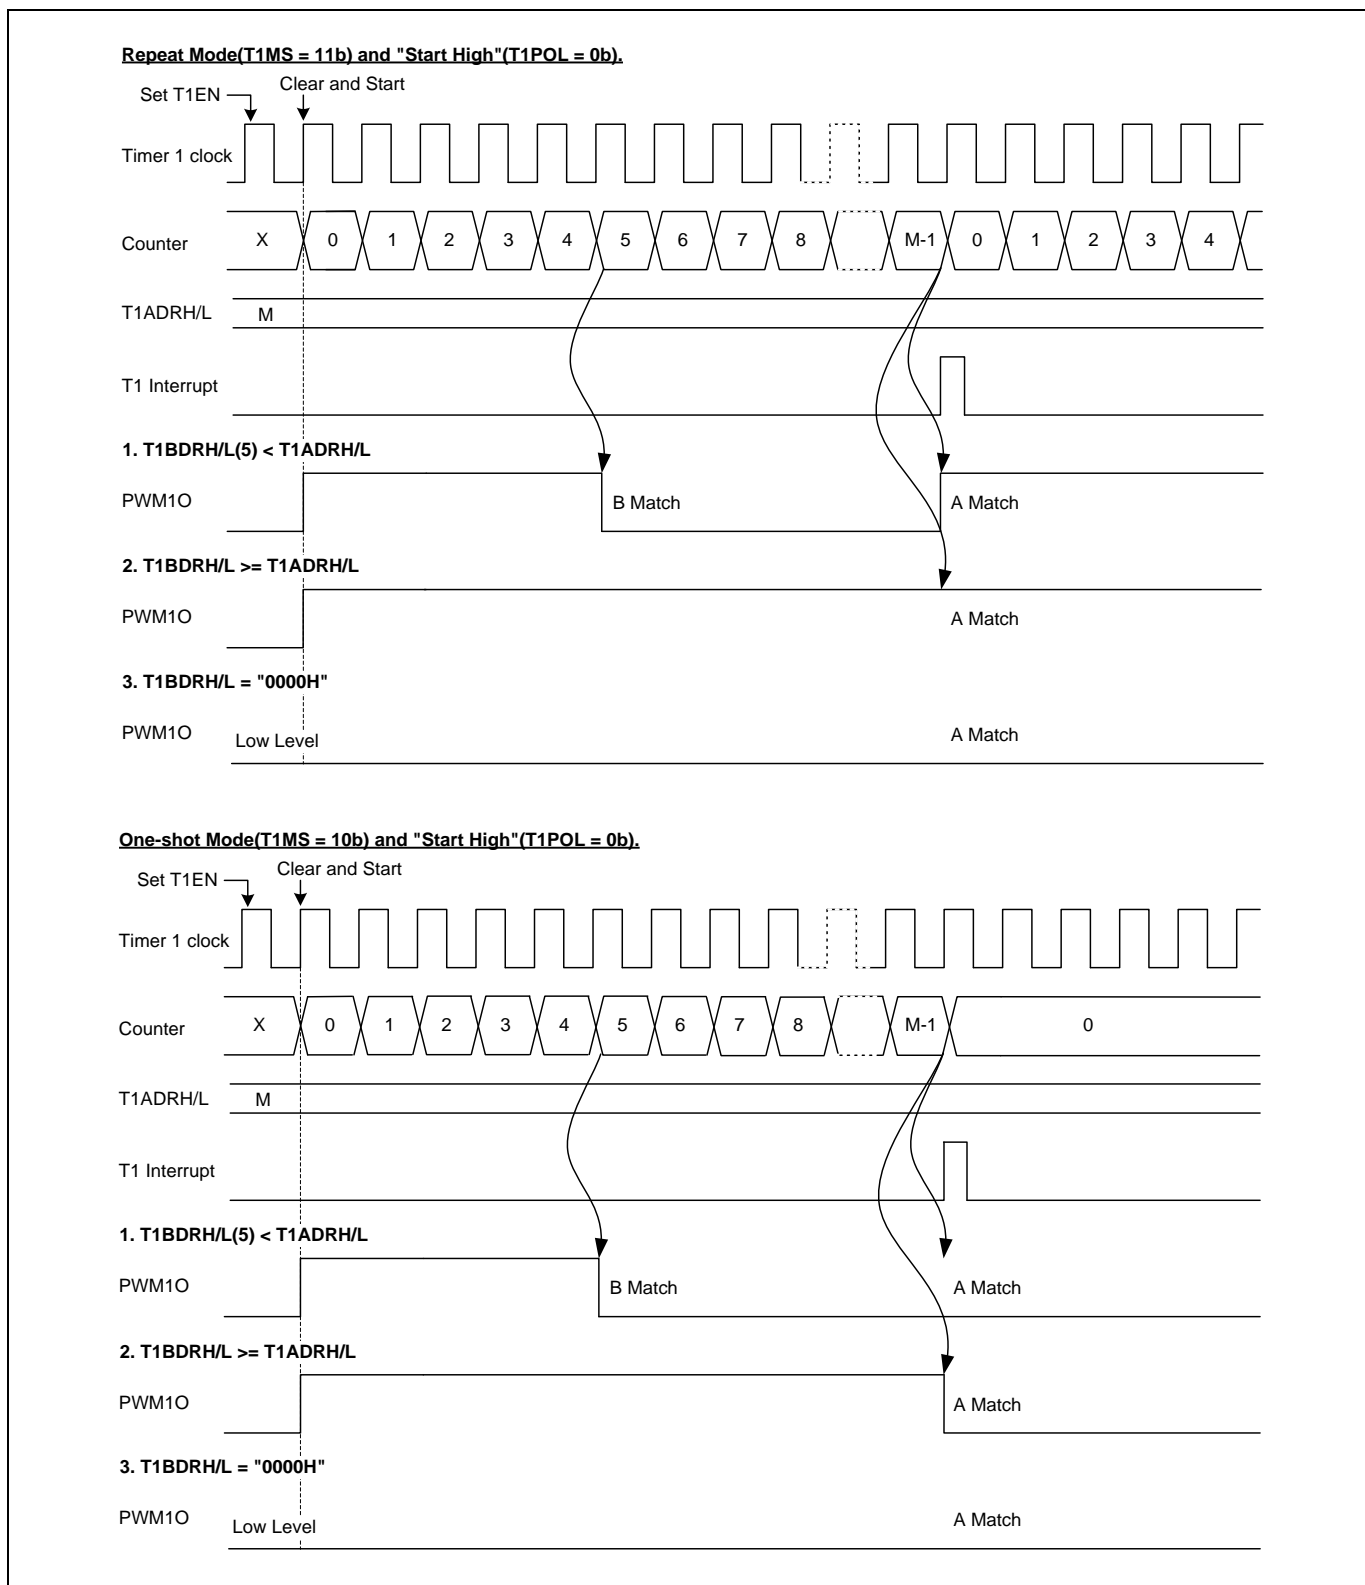 Repeat Mode(T1MS = 11b) and "Start High"(T1POL = 0b).
Set T1EN Clear and Start
Timer 1 clock
Counter X 0 1 2 3 4 5 6 7 8 M-1 0 1 2 3 4
T1ADRH/L M
T1 Interrupt
1. T1BDRH/L(5) < T1ADRH/L
PWM1O B Match A Match
2. T1BDRH/L >= T1ADRH/L
PWM1O A Match
3. T1BDRH/L = "0000H"
PWM1O Low Level A Match
One-shot Mode(T1MS = 10b) and "Start High"(T1POL = 0b).
Set T1EN Clear and Start
Timer 1 clock
Counter X 0 1 2 3 4 5 6 7 8 M-1 0
T1ADRH/L M
T1 Interrupt
1. T1BDRH/L(5) < T1ADRH/L
PWM1O B Match A Match
2. T1BDRH/L >= T1ADRH/L
PWM1O A Match
3. T1BDRH/L = "0000H"
PWM1O Low Level A Match